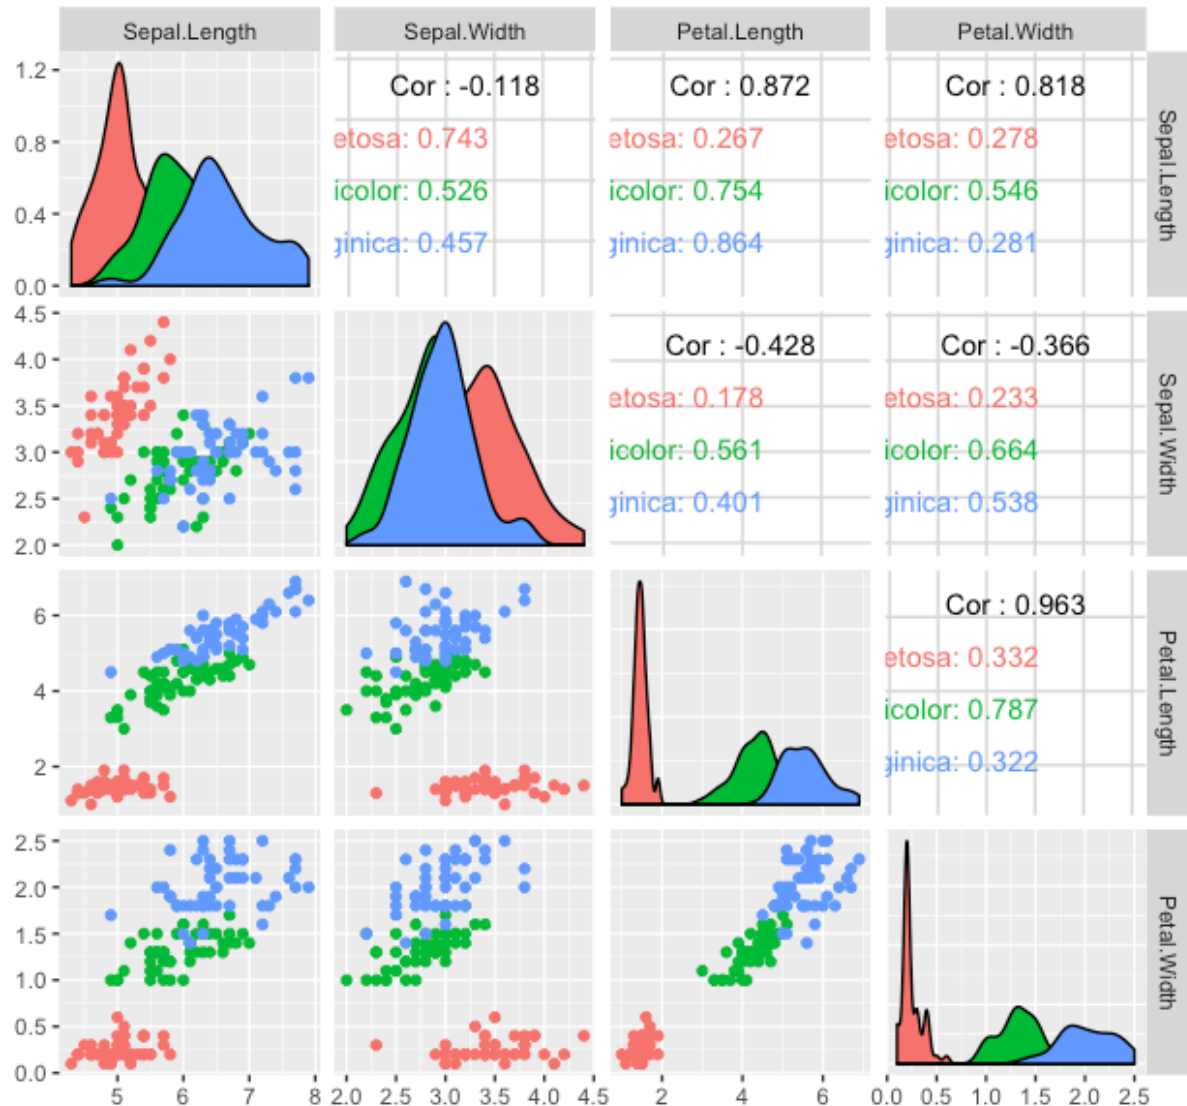 Sepal.Length Sepal.Width Petal.Length Petal.Width
1.2
0.8
0.4
0.0
Cor : -0.118
etosa: 0.743
icolor: 0.526
ginica: 0.457
Cor : 0.872
etosa: 0.267
icolor: 0.754
ginica: 0.864
Cor : 0.818
etosa: 0.278
icolor: 0.546
ginica: 0.281
Sepal.Length
4.5
4.0
3.5
3.0
2.5
2.0
Cor : -0.428
etosa: 0.178
icolor: 0.561
ginica: 0.401
Cor : -0.366
etosa: 0.233
icolor: 0.664
ginica: 0.538
Sepal.Width
6
4
2
Cor : 0.963
etosa: 0.332
icolor: 0.787
ginica: 0.322
Petal.Length
2.5
2.0
1.5
1.0
0.5
0.0
Petal.Width
5 6 7 8 2.0 2.5 3.0 3.5 4.0 4.5 2 4 6 0.0 0.5 1.0 1.5 2.0 2.5